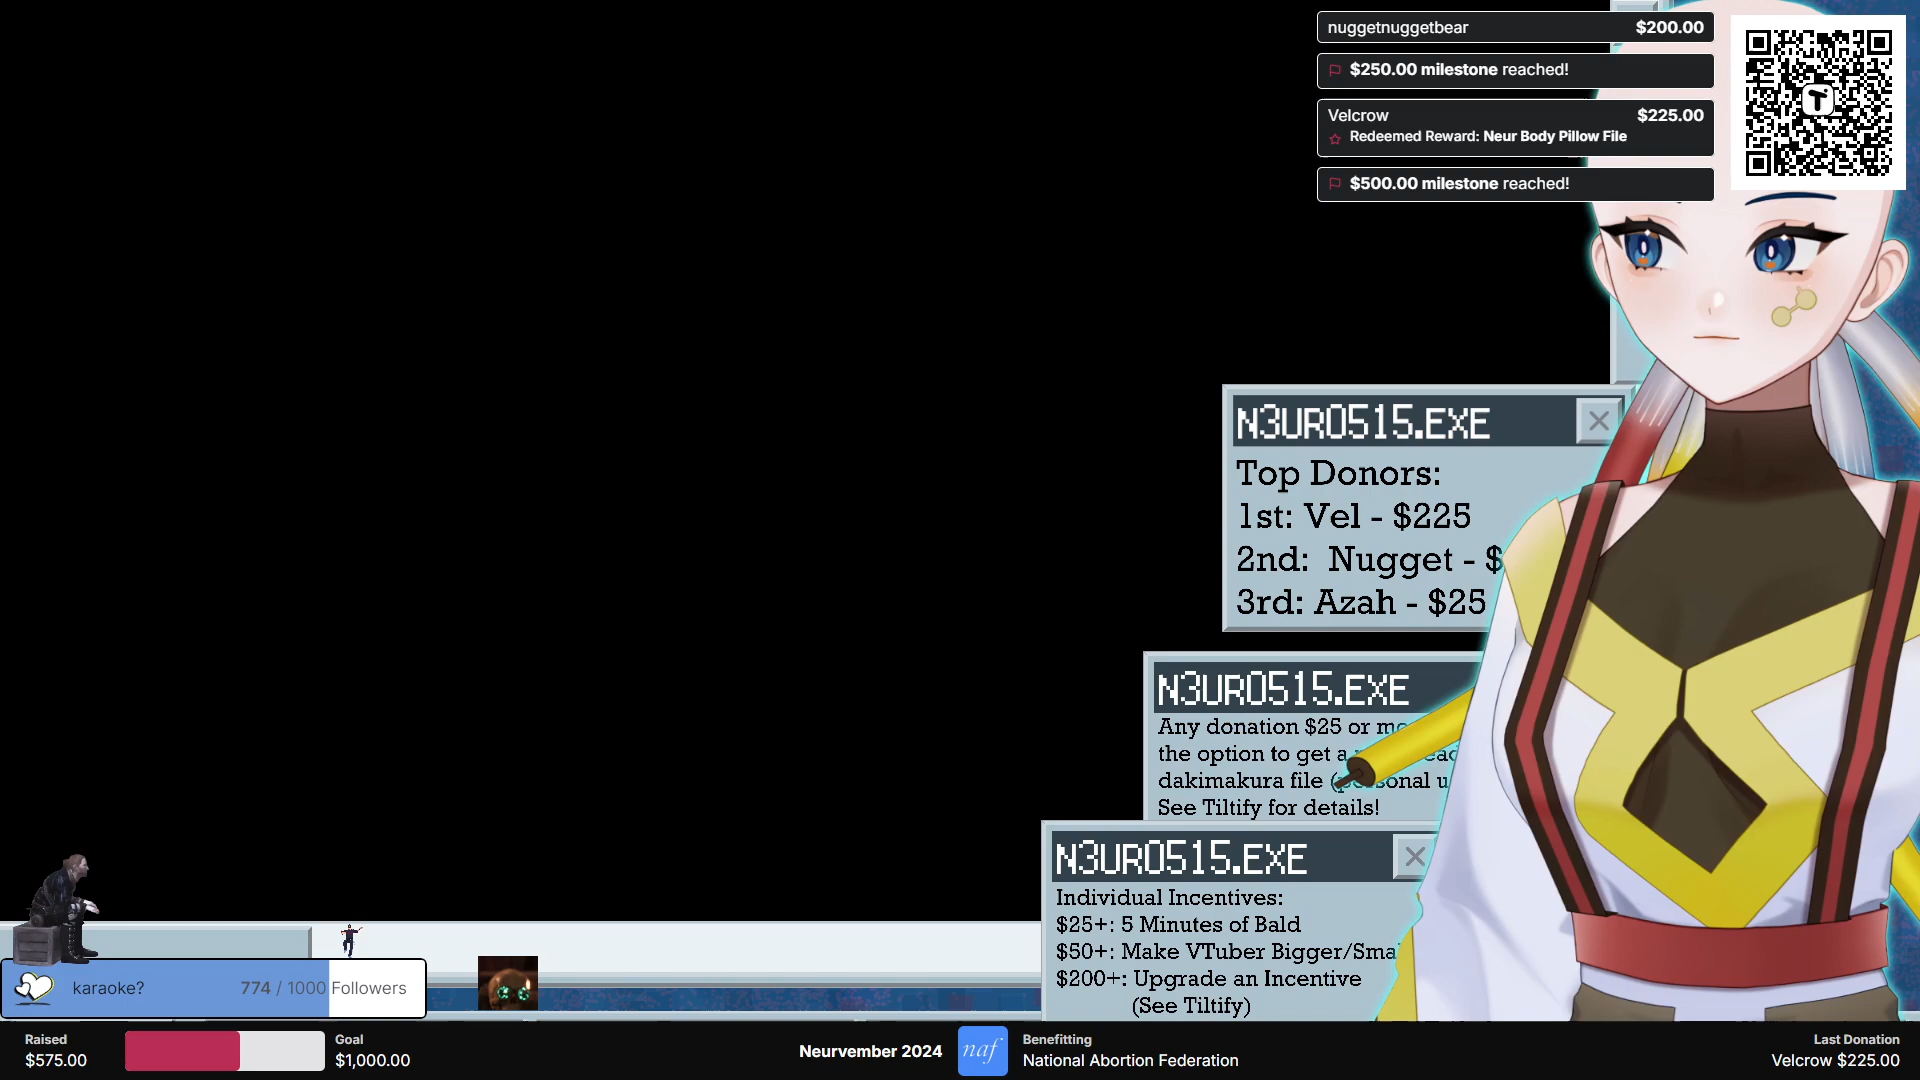 nuggetnuggetbear $200.00
$250.00 milestone reached!
Velcrow $225.00
Redeemed Reward: Neur Body Pillow File
$500.00 milestone reached!
N3UR0515.EXE
Top Donors:
1st: Vel - $225
2nd: Nugget - $
3rd: Azah - $25
N3UR0515.EXE
Any donation $25 or
the option to get a
dakimakura file
See Tiltify for details!
N3UR0515.EXE
Individual Incentives:
$25+: 5 Minutes of Bald
$50+: Make VTuber Bigger/Sma
$200+: Upgrade an Incentive
(See Tiltify)
karaoke? 774 / 1000 Followers
Raised
$575.00
Goal
$1,000.00
Neurvember 2024
naf
Benefitting
National Abortion Federation
Last Donation
Velcrow $225.00